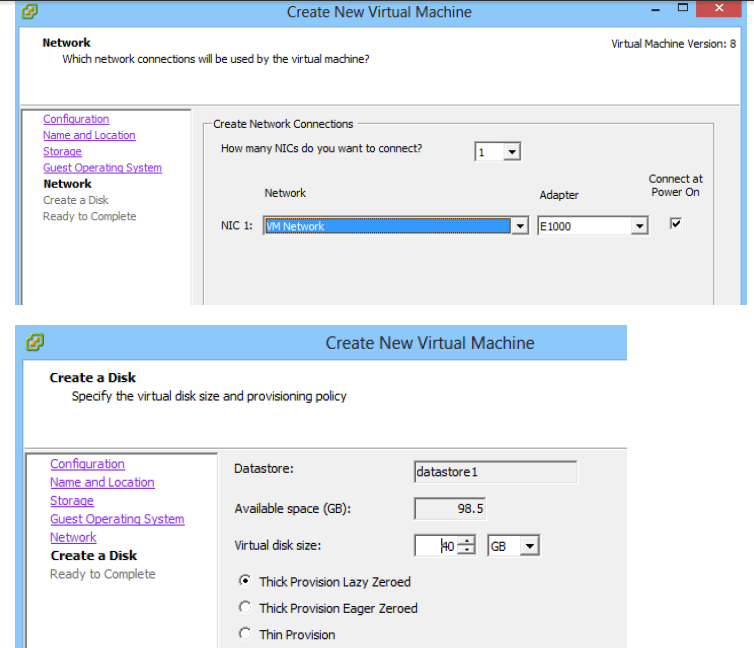 Create New Virtual Machine
Network
Virtual Machine Version: 8
Which network connections will be used by the virtual machine?
Configuration
Name and Location
Storage
Guest Operating System
Network
Create a Disk
Ready to Complete
Create Network Connections
How many NICs do you want to connect? 1
Network Adapter Connect at Power On
NIC 1: VM Network E1000
Create New Virtual Machine
Create a Disk
Specify the virtual disk size and provisioning policy
Configuration
Name and Location
Storage
Guest Operating System
Network
Create a Disk
Ready to Complete
Datastore: datastore1
Available space (GB): 98.5
Virtual disk size: 40 GB
Thick Provision Lazy Zeroed
Thick Provision Eager Zeroed
Thin Provision